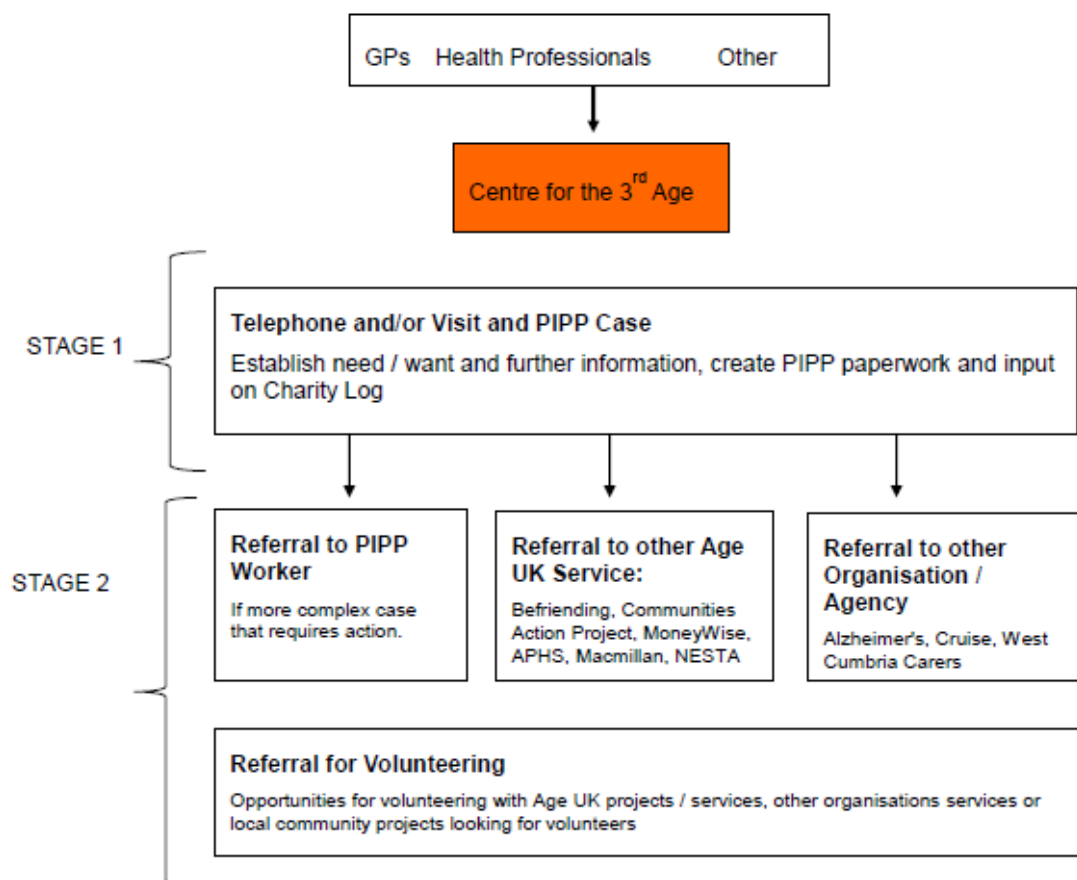 GPs Health Professionals Other
Centre for the 3rd Age
STAGE 1
Telephone and/or Visit and PIPP Case
Establish need / want and further information, create PIPP paperwork and input
on Charity Log
STAGE 2
Referral to PIPP
Worker
If more complex case
that requires action.
Referral to other Age
UK Service:
Befriending, Communities
Action Project, MoneyWise,
APHS, Macmillan, NESTA
Referral to other
Organisation /
Agency
Alzheimer's, Cruise, West
Cumbria Carers
Referral for Volunteering
Opportunities for volunteering with Age UK projects / services, other organisations services or
local community projects looking for volunteers